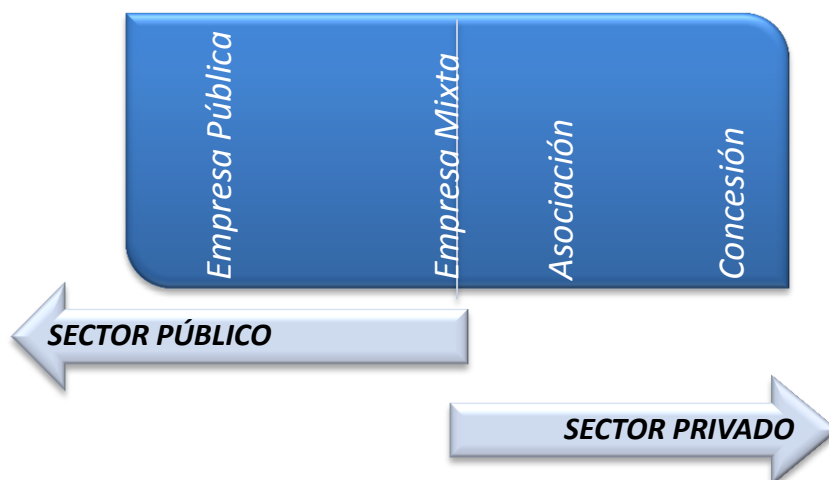 Empresa Pública
Empresa Mixta
Asociación
Concesión
SECTOR PÚBLICO
SECTOR PRIVADO